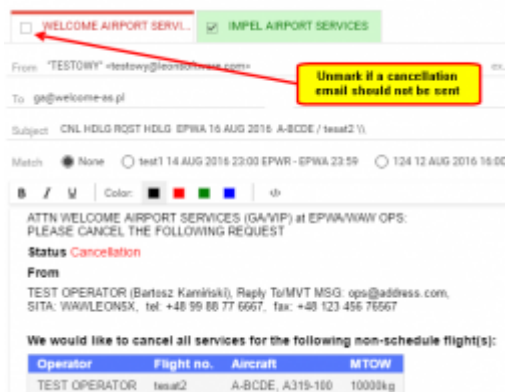 WELCOME AIRPORT SERVI... IMPEL AIRPORT SERVICES
From "TESTOWY" <testowy@leonsoftware.com> ex.
Unmark if a cancellation
email should not be sent
To ga@welcome-as.pl
Subject CNL HDLG RQST HDLG EPWA 16 AUG 2016 A-BCDE / tesat2 \\,
Match None test1 14 AUG 2016 23:00 EPWR - EPWA 23:59 124 12 AUG 2016 16:00
B I U Color: </>
ATTN WELCOME AIRPORT SERVICES (GA/VIP) at EPWA/WAW OPS:
PLEASE CANCEL THE FOLLOWING REQUEST
Status Cancellation
From
TEST OPERATOR (Bartosz Kamiński), Reply To/MVT MSG: ops@address.com,
SITA: WAWLEON5X, tel: +48 99 88 77 6667, fax: +48 123 456 76567
We would like to cancel all services for the following non-schedule flight(s):
Operator Flight no. Aircraft MTOW
TEST OPERATOR tesat2 A-BCDE, A319-100 10000kg